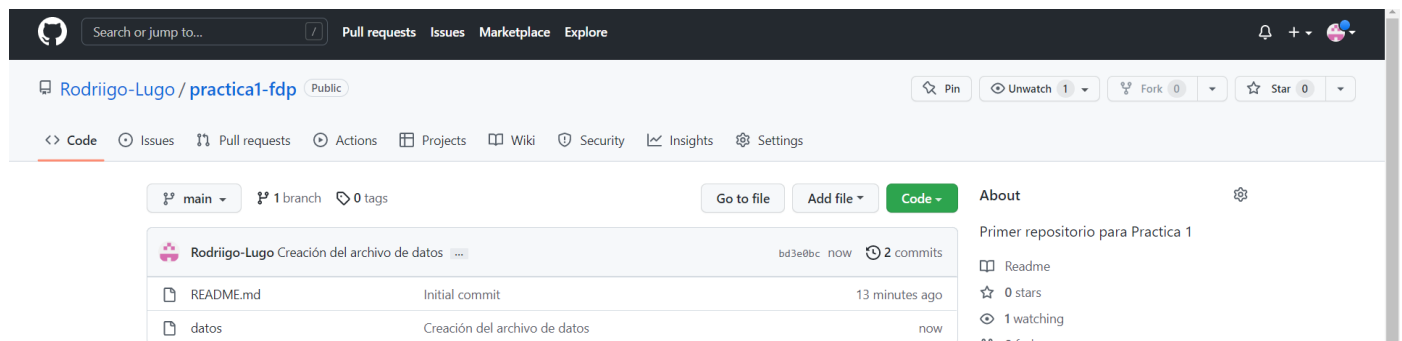 Search or jump to... / Pull requests Issues Marketplace Explore
Rodriigo-Lugo / practica1-fdp Public Pin Unwatch 1 Fork 0 Star 0
Code Issues Pull requests Actions Projects Wiki Security Insights Settings
main 1 branch 0 tags Go to file Add file Code
Rodriigo-Lugo Creación del archivo de datos ... bd3e0bc now 2 commits
README.md Initial commit 13 minutes ago
datos Creación del archivo de datos now
About
Primer repositorio para Practica 1
Readme
0 stars
1 watching